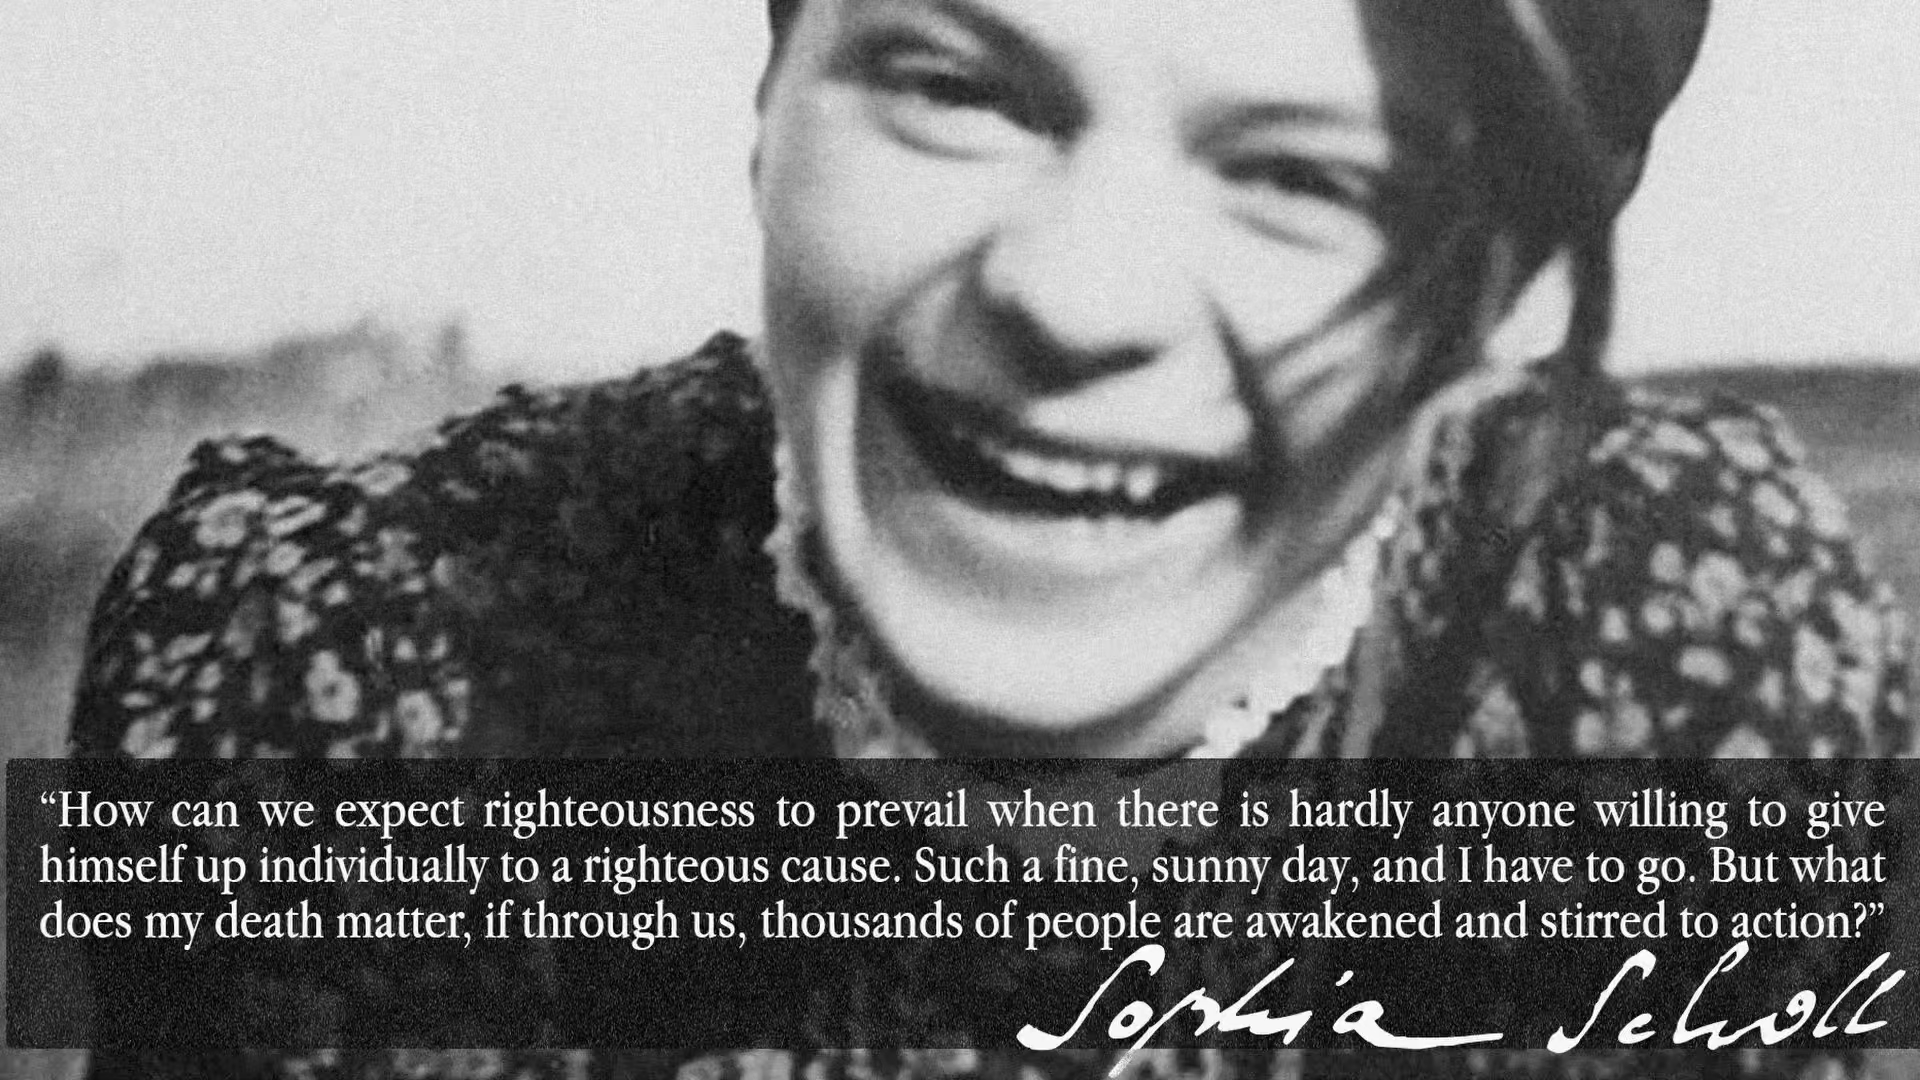 “How can we expect righteousness to prevail when there is hardly anyone willing to give
himself up individually to a righteous cause. Such a fine, sunny day, and I have to go. But what
does my death matter, if through us, thousands of people are awakened and stirred to action?”
Sophia Scholl